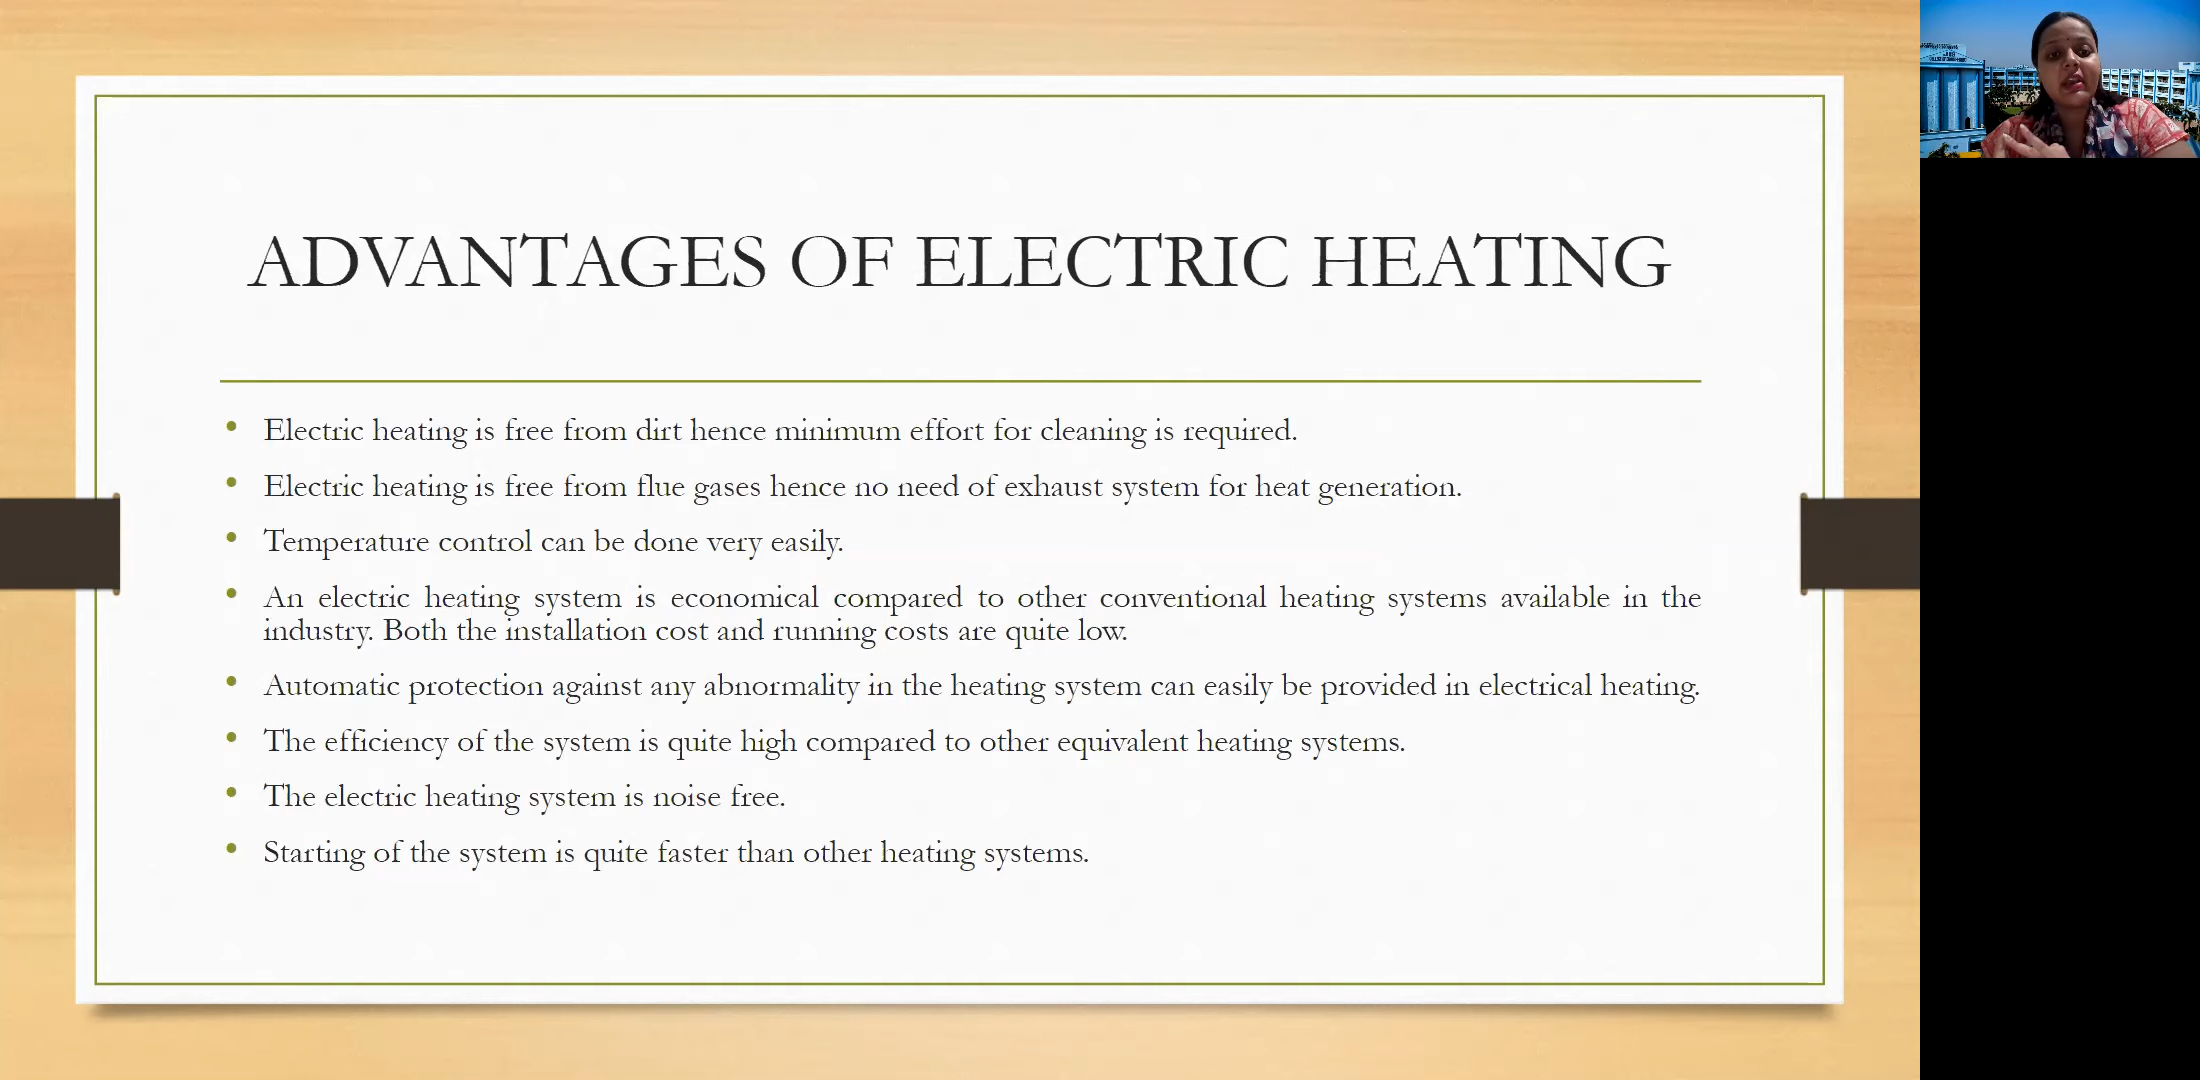 ADVANTAGES OF ELECTRIC HEATING
• Electric heating is free from dirt hence minimum effort for cleaning is required.
• Electric heating is free from flue gases hence no need of exhaust system for heat generation.
• Temperature control can be done very easily.
• An electric heating system is economical compared to other conventional heating systems available in the
industry. Both the installation cost and running costs are quite low.
• Automatic protection against any abnormality in the heating system can easily be provided in electrical heating.
• The efficiency of the system is quite high compared to other equivalent heating systems.
• The electric heating system is noise free.
• Starting of the system is quite faster than other heating systems.